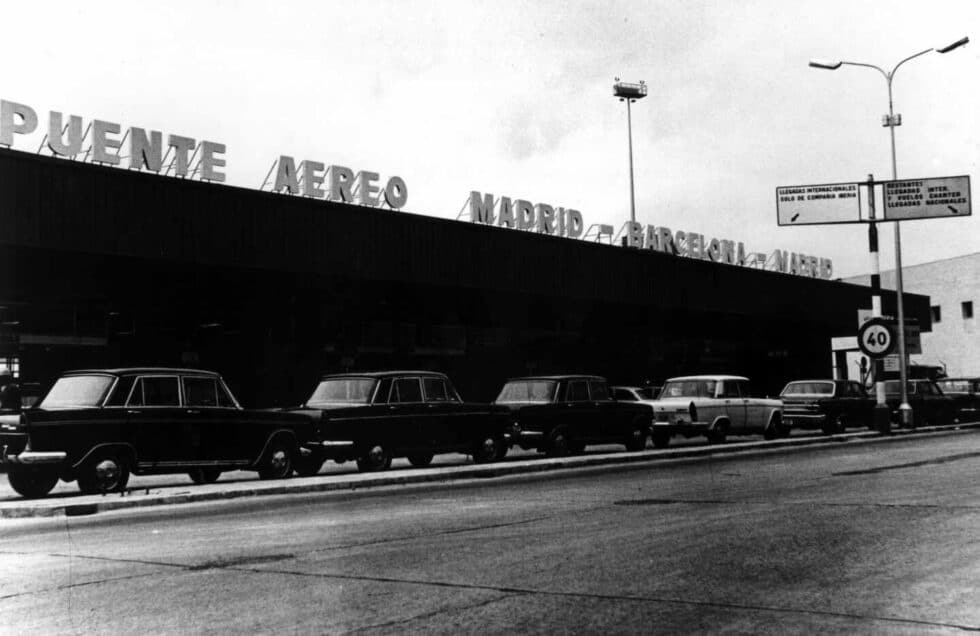 PUENTE AEREO MADRID - BARCELONA - MADRID
LLEGADAS INTERNACIONALES
SOLO DE COMPAÑIA IBERIA
RESTANTES
LLEGADAS INTER.
Y VUELOS CHARTER
LLEGADAS NACIONALES
40